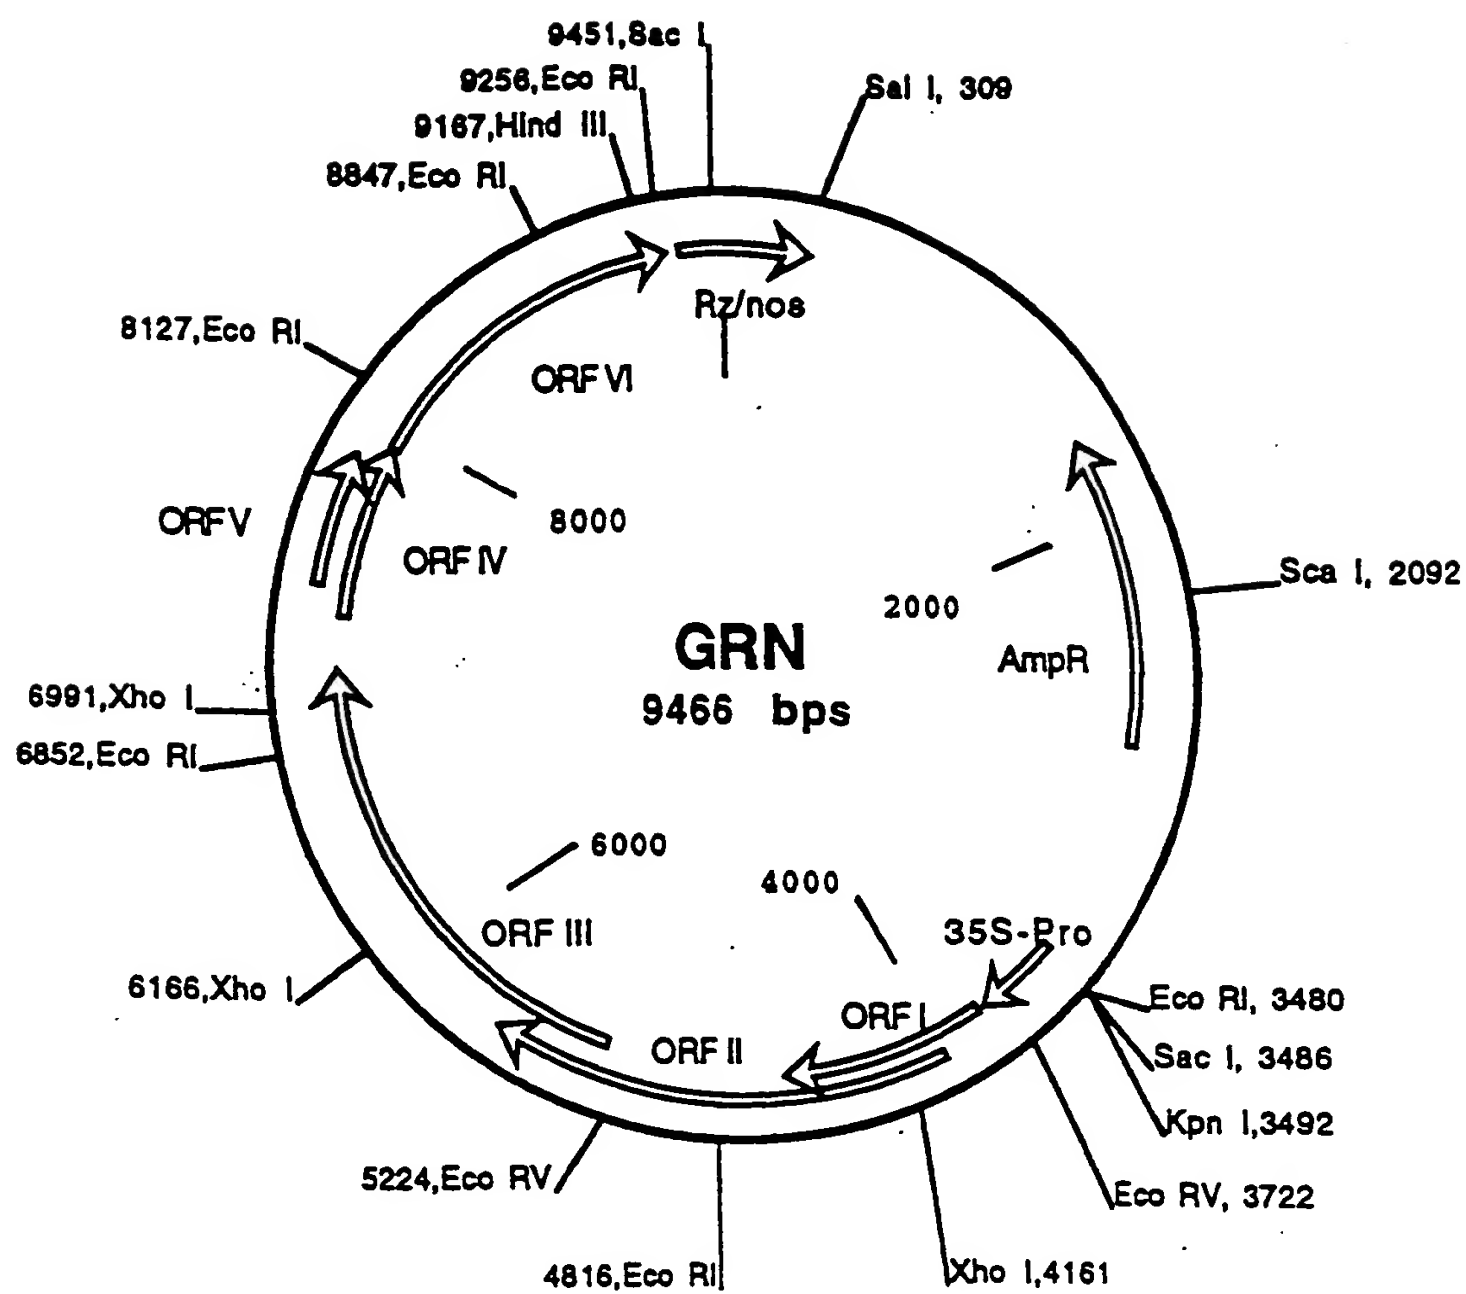 9451,Sac I
9256,Eco RI
Sal I, 309
9167,Hind III
8847,Eco RI
Rz/nos
8127,Eco RI
ORF VI
ORF V
8000
ORF IV
Sca I, 2092
2000
GRN
AmpR
6991,Xho I
9466 bps
6852,Eco RI
6000
4000
ORF III
35S-Pro
6166,Xho I
Eco RI, 3480
ORF I
ORF II
Sac I, 3486
Kpn I,3492
5224,Eco RV
Eco RV, 3722
4816,Eco RI
Xho I,4161